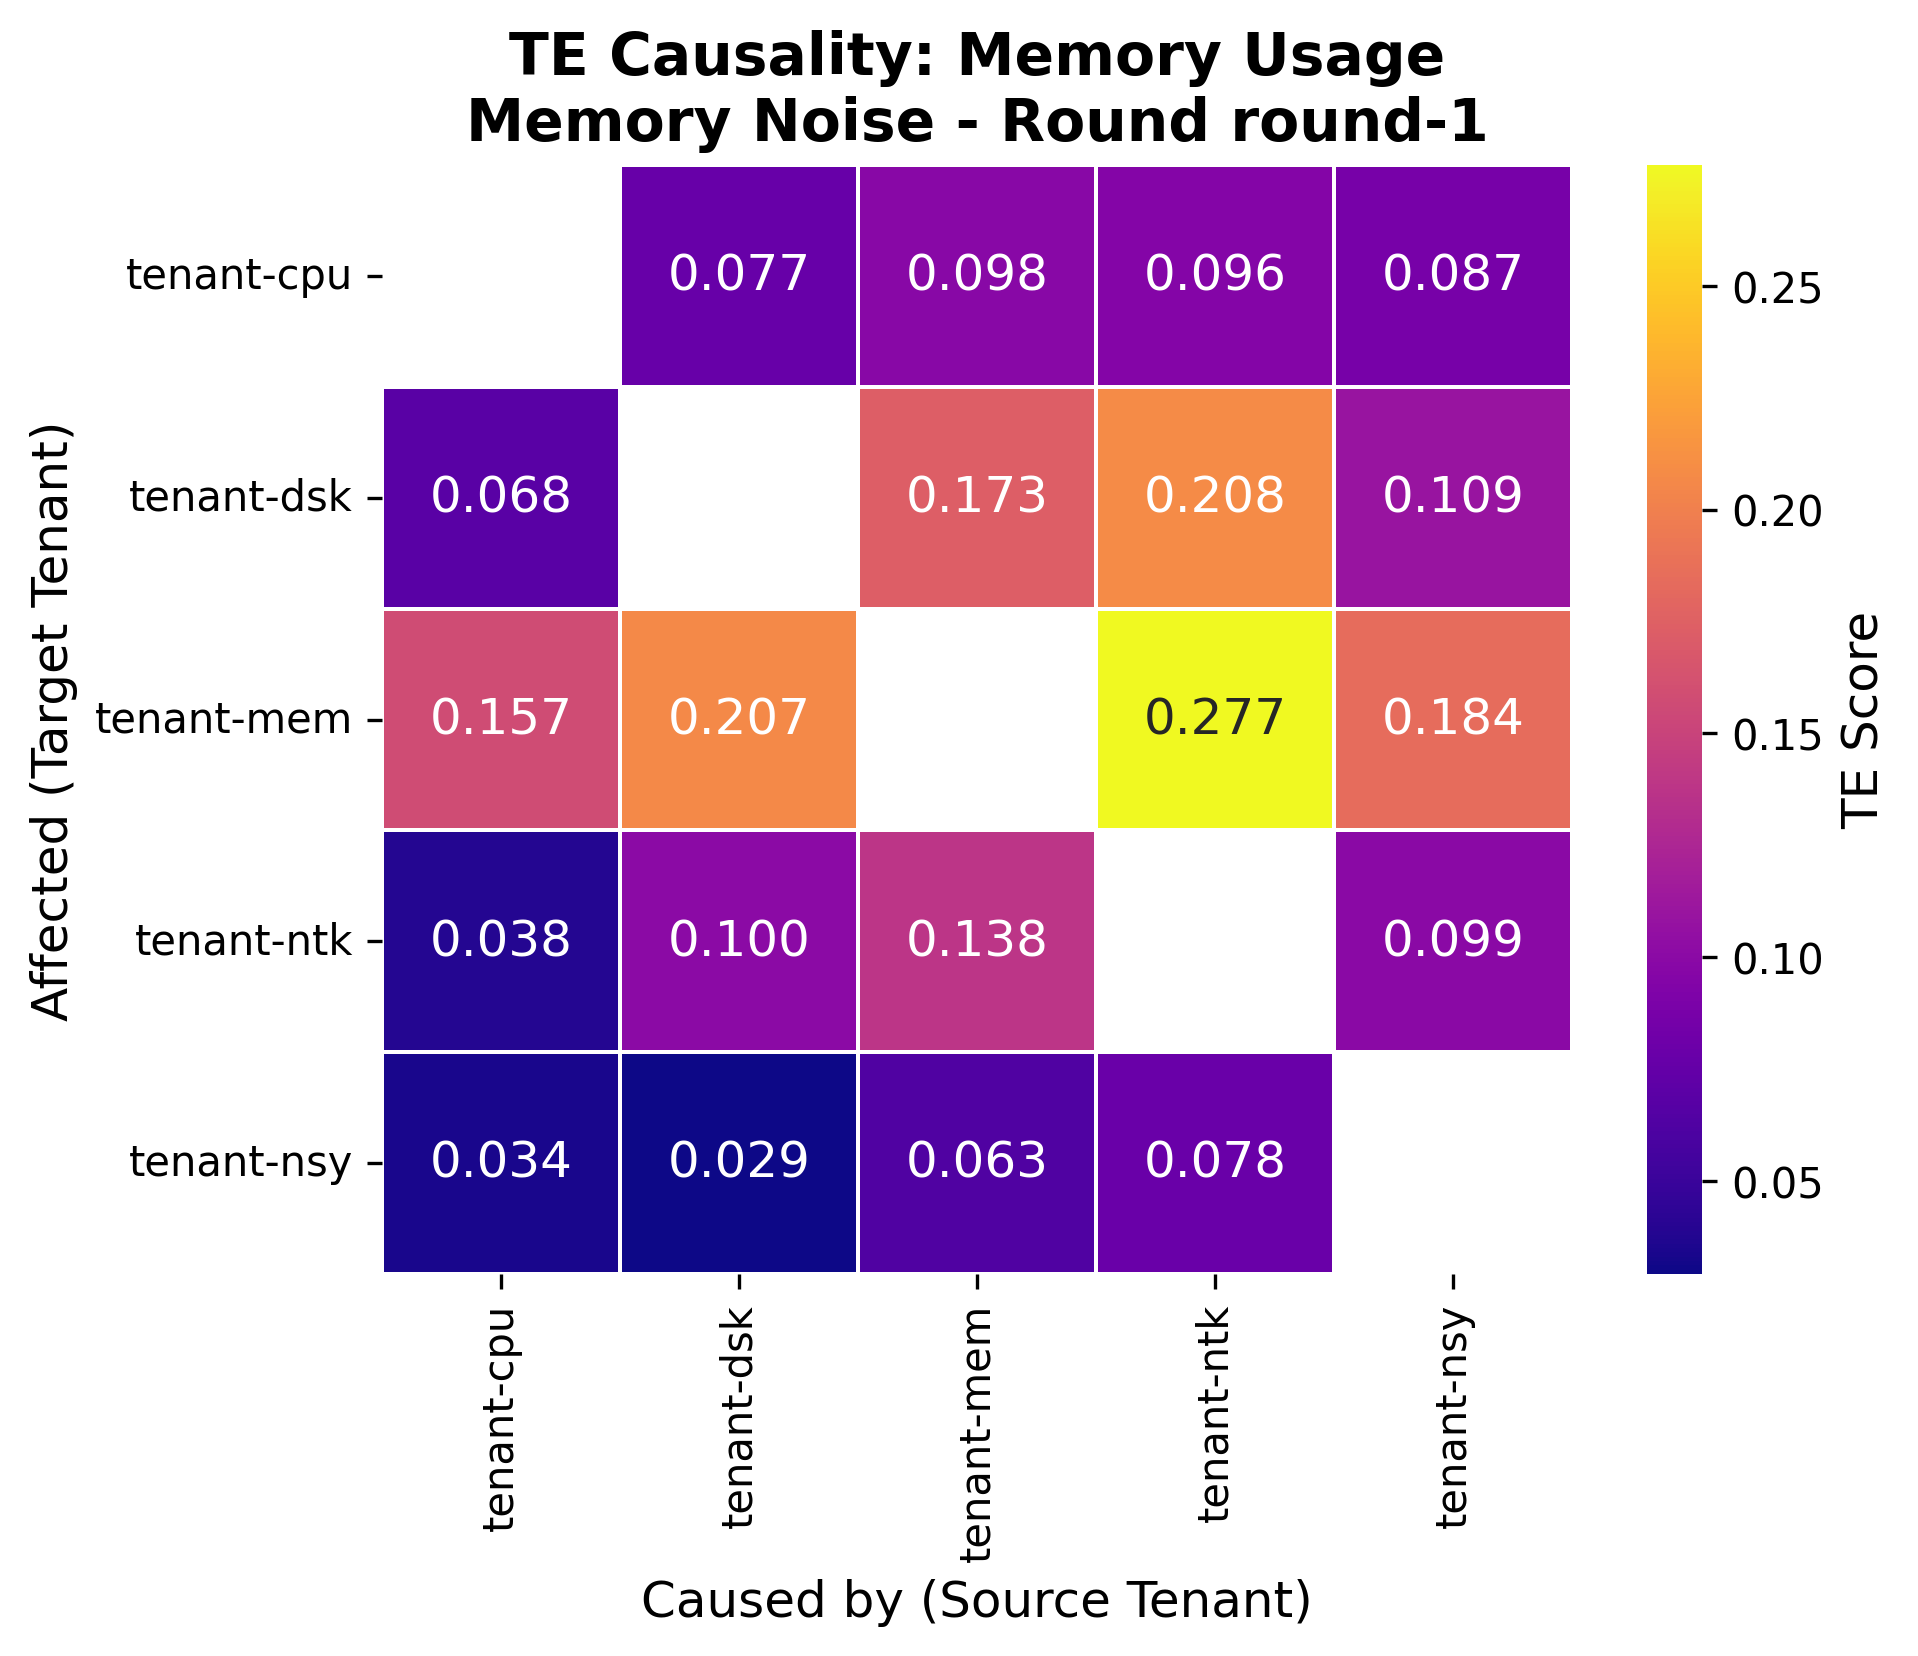 TE Causality: Memory Usage
Memory Noise - Round round-1
tenant-cpu
0.077 0.098 0.096 0.087
tenant-dsk
0.068 0.173 0.208 0.109
tenant-mem
0.157 0.207 0.277 0.184
tenant-ntk
0.038 0.100 0.138 0.099
tenant-nsy
0.034 0.029 0.063 0.078
Affected (Target Tenant)
tenant-cpu
tenant-dsk
tenant-mem
tenant-ntk
tenant-nsy
Caused by (Source Tenant)
0.25
0.20
0.15
0.10
0.05
TE Score